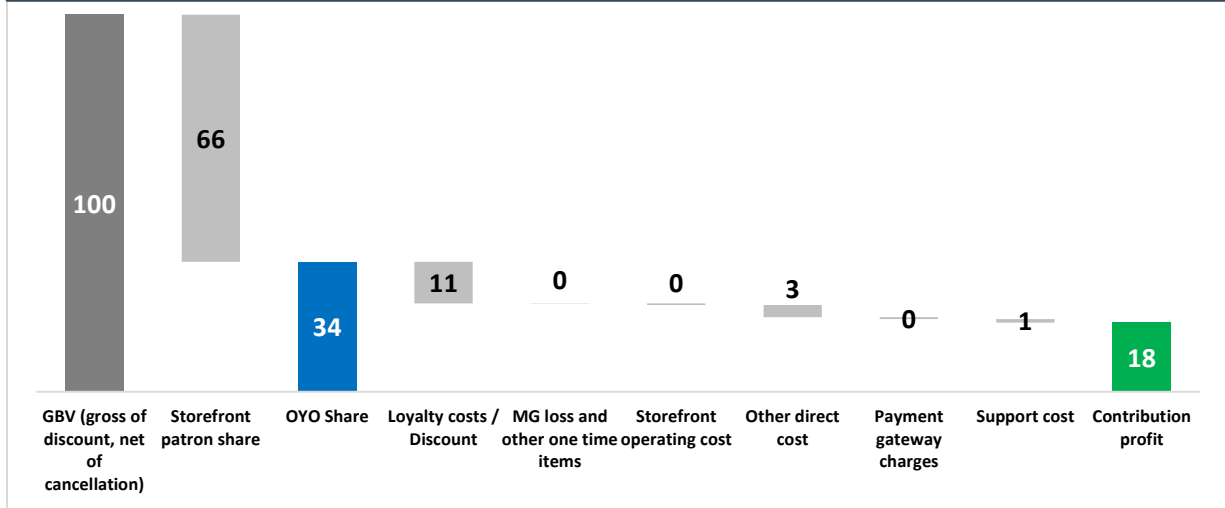 100
66
34
11
0
0
3
0
1
18
GBV (gross of
discount, net
of
cancellation)
Storefront
patron share
OYO Share
Loyalty costs /
Discount
MG loss and
other one time
items
Storefront
operating cost
Other direct
cost
Payment
gateway
charges
Support cost
Contribution
profit